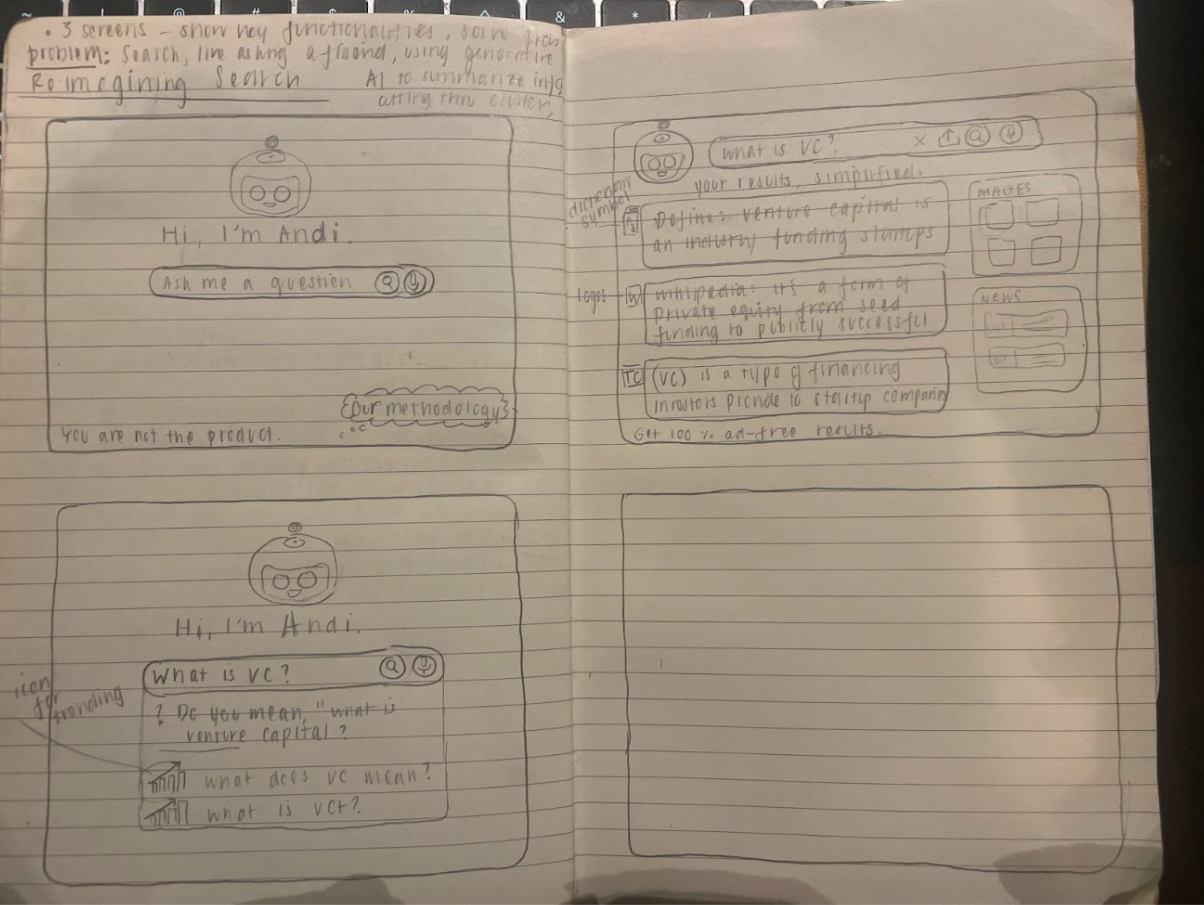 • 3 screens – show key functionalities, solve
problem: Search, like asking a friend, using generative
Re-imagining Search
AI to summarize info
cutting thru
Hi, I'm Andi.
Ask me a question
our methodology
You are not the product.
what is VC?
your results, simplified.
dictionary
symbol
Define: venture capital is
an industry funding startups
logos
W
wikipedia: it's a form of
private equity from seed
funding to publicly successful
TC
(VC) is a type of financing
investors provide to startup
Get 100 % ad-free results.
IMAGES
NEWS
Hi, I'm Andi.
What is VC?
? Do you mean, "what is
venture capital?
icon
for
trending
what does VC mean?
what is VCT?